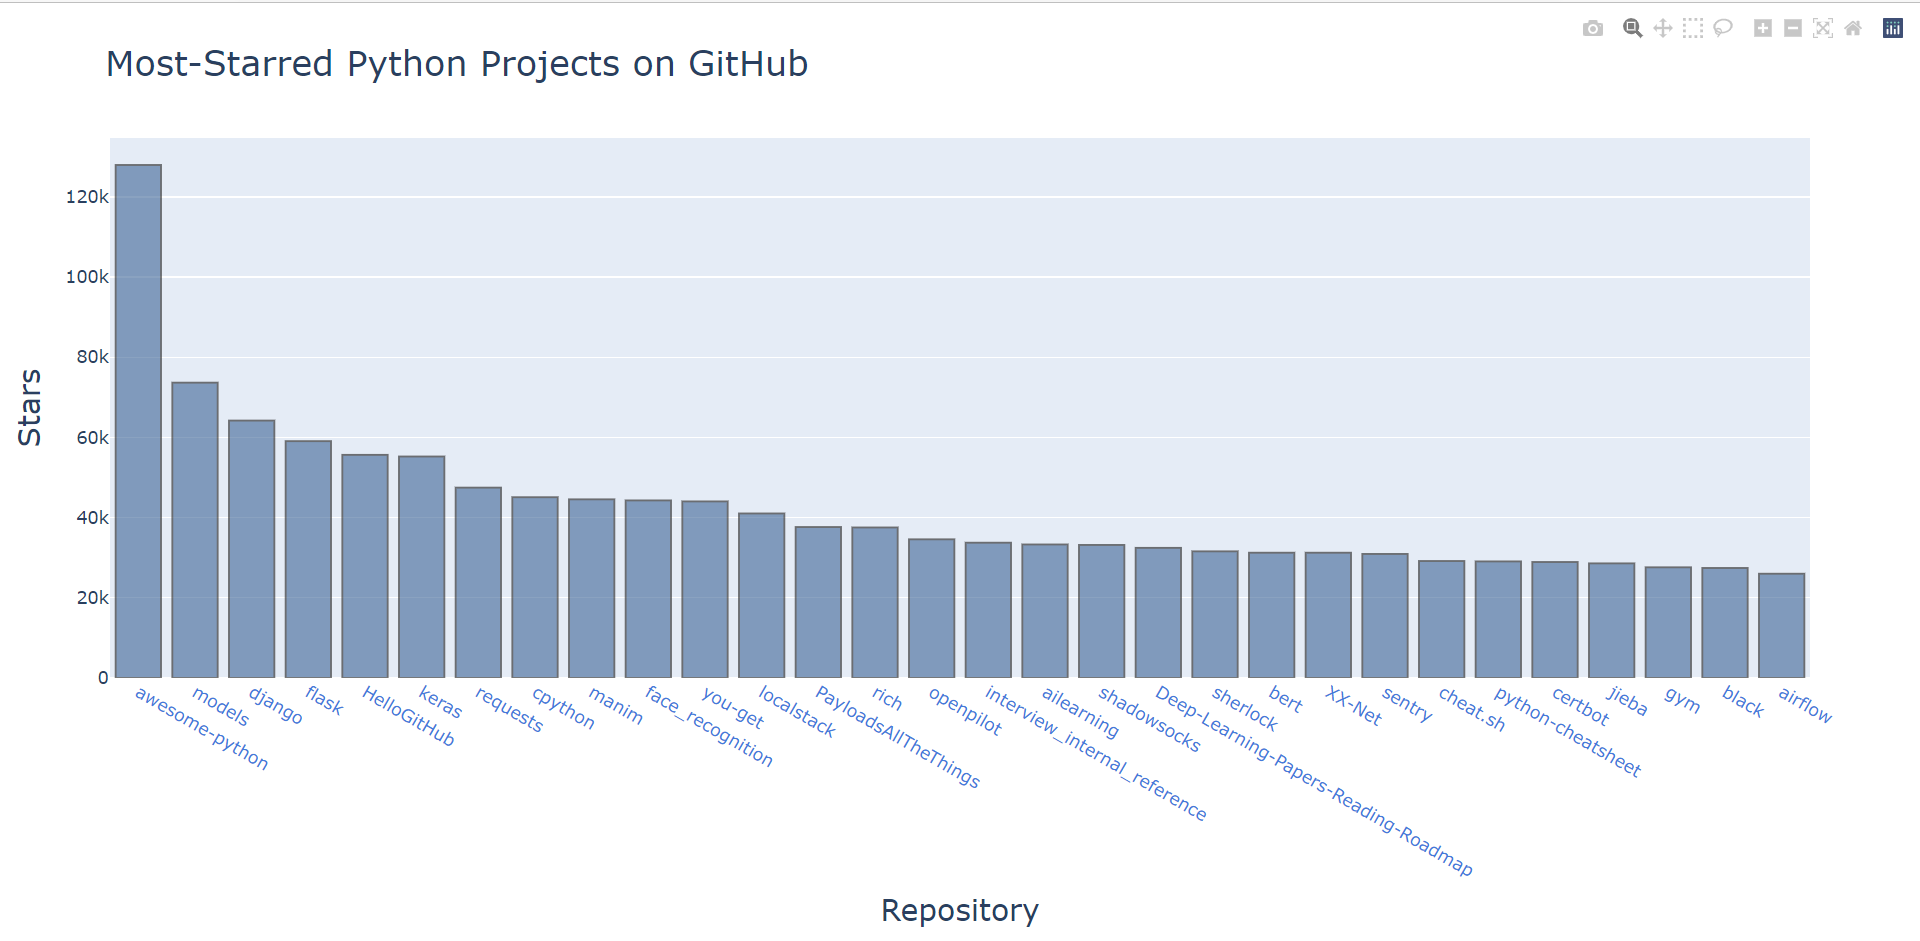 Most-Starred Python Projects on GitHub
120k
100k
80k
60k
40k
20k
0
Stars
awesome-python
models
django
flask
HelloGitHub
keras
requests
cpython
manim
face_recognition
you-get
localstack
PayloadsAllTheThings
rich
openpilot
interview_internal_reference
ailearning
shadowsocks
Deep-Learning-Papers-Reading-Roadmap
sherlock
bert
XX-Net
sentry
cheat.sh
python-cheatsheet
certbot
jieba
gym
black
airflow
Repository